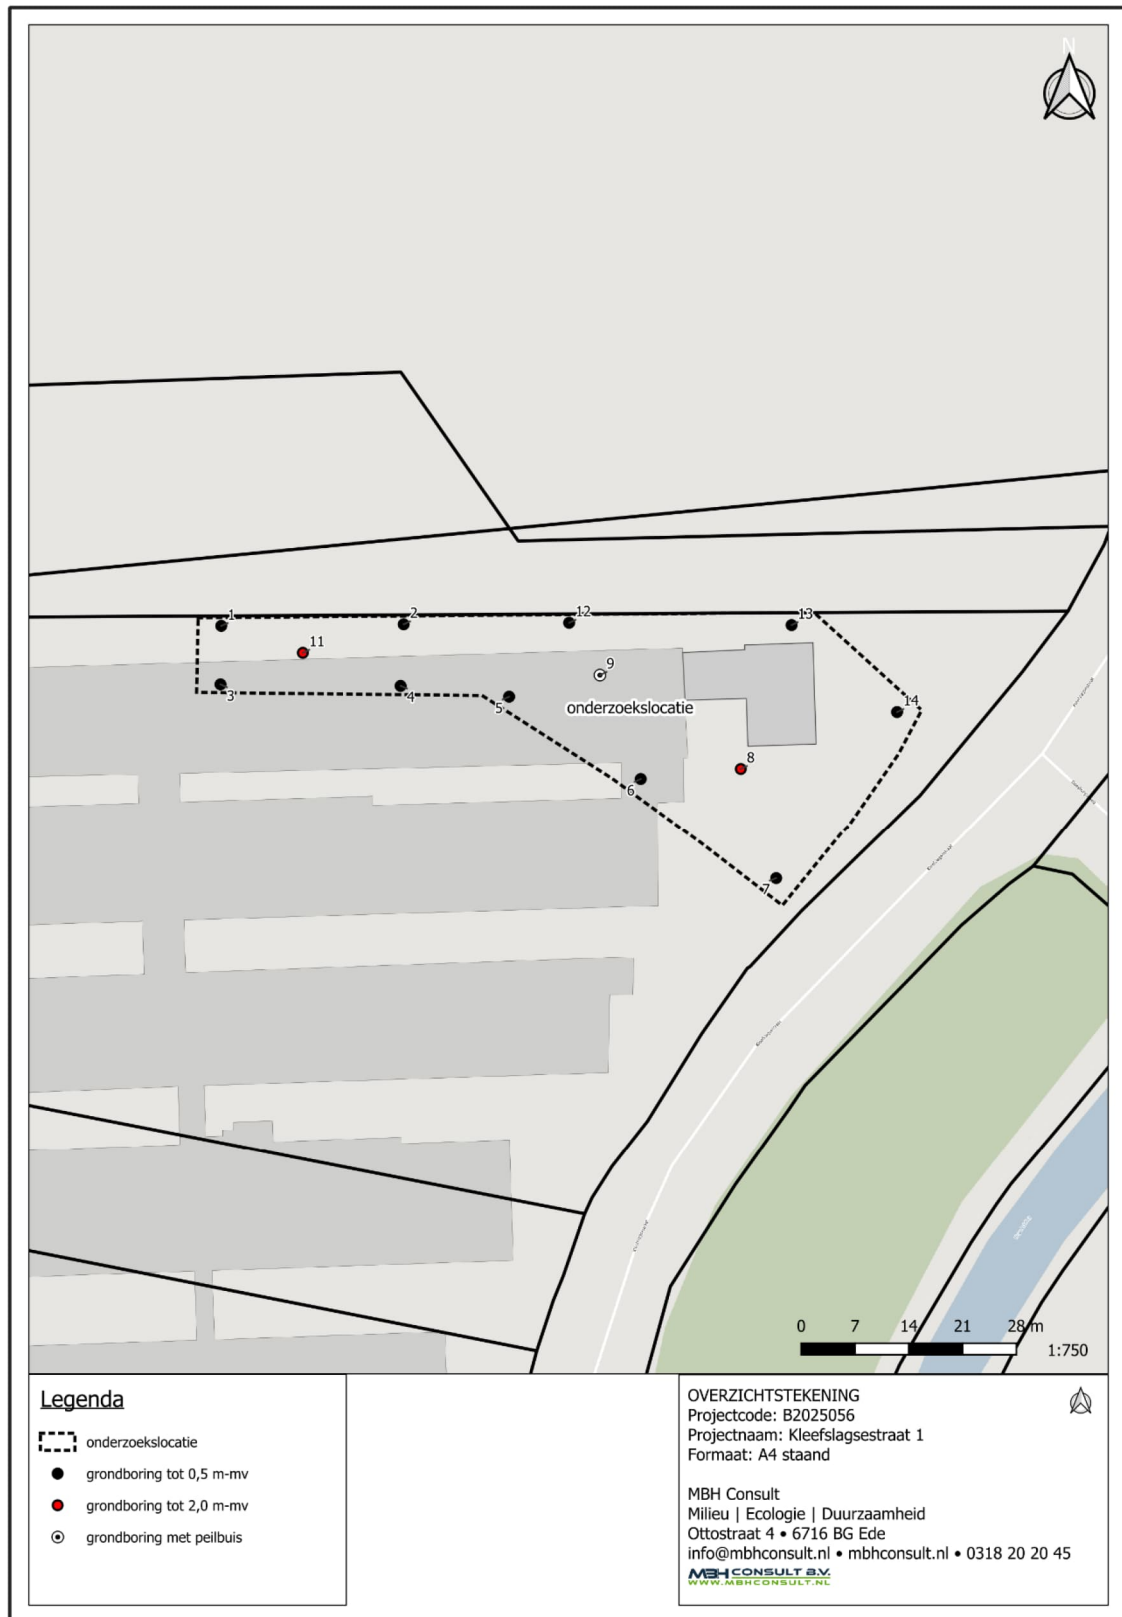 N
1
2
12
13
11
9
3
4
5
onderzoekslocatie
14
8
6
7
0 7 14 21 28 m
1:750
Legenda
onderzoekslocatie
grondboring tot 0,5 m-mv
grondboring tot 2,0 m-mv
grondboring met peilbuis
OVERZICHTSTEKENING
Projectcode: B2025056
Projectnaam: Kleefslagsestraat 1
Formaat: A4 staand
MBH Consult
Milieu | Ecologie | Duurzaamheid
Ottostraat 4 • 6716 BG Ede
info@mbhconsult.nl • mbhconsult.nl • 0318 20 20 45
MBH CONSULT B.V.
WWW.MBHCONSULT.NL